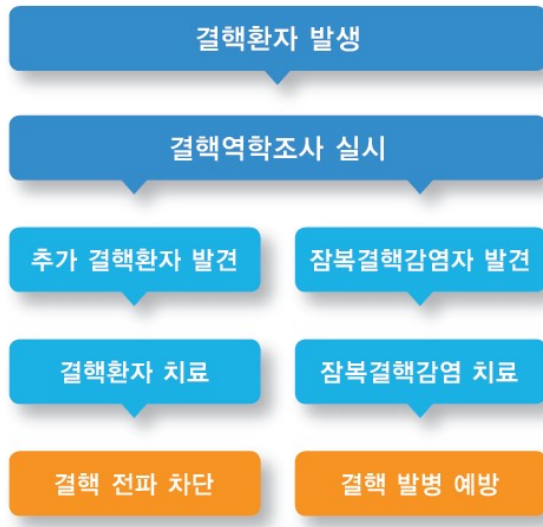 결핵환자 발생
결핵역학조사 실시
추가 결핵환자 발견
잠복결핵감염자 발견
결핵환자 치료
잠복결핵감염 치료
결핵 전파 차단
결핵 발병 예방